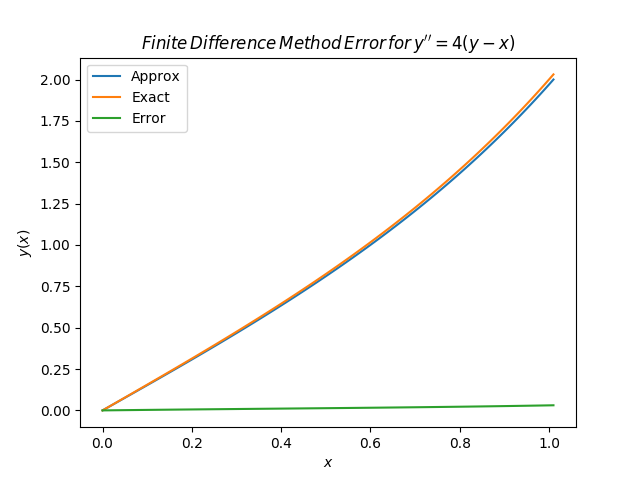 Finite Difference Method Error for y′′ = 4(y − x)
Approx
Exact
Error
2.00
1.75
1.50
1.25
1.00
0.75
0.50
0.25
0.00
y(x)
0.0 0.2 0.4 0.6 0.8 1.0
x